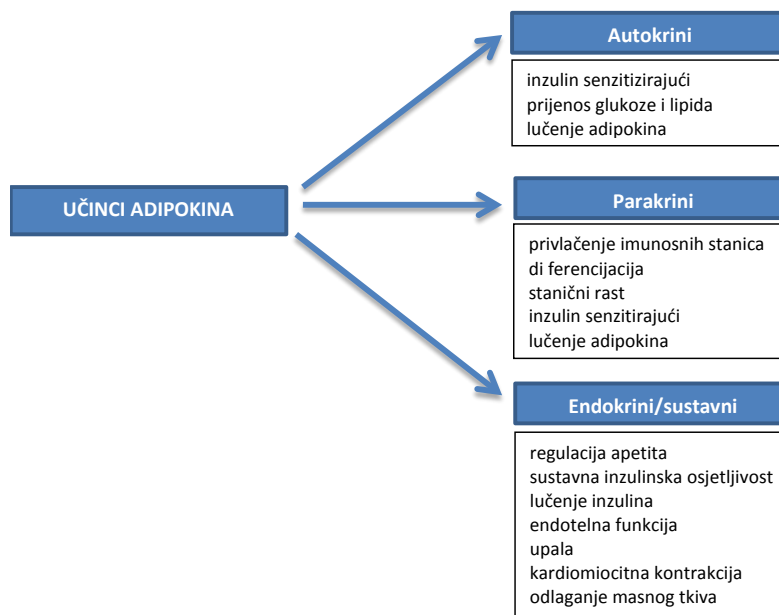 Autokrini
inzulin senzitizirajući
prijenos glukoze i lipida
lučenje adipokina
UČINCI ADIPOKINA
Parakrini
privlačenje imunosnih stanica
di ferencijacija
stanični rast
inzulin senzitirajući
lučenje adipokina
Endokrini/sustavni
regulacija apetita
sustavna inzulinska osjetljivost
lučenje inzulina
endotelna funkcija
upala
kardiomiocitna kontrakcija
odlaganje masnog tkiva